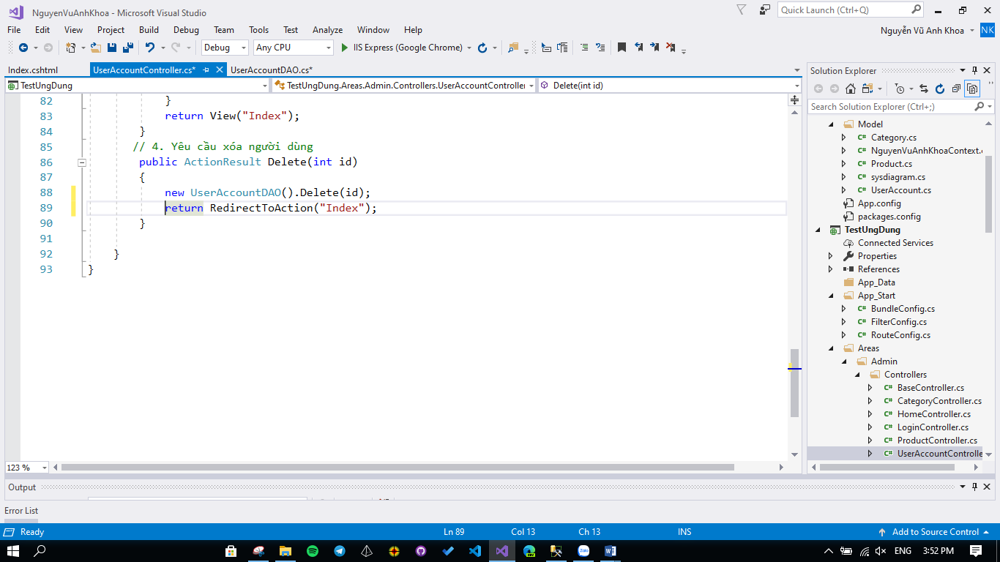 NguyenVuAnhKhoa - Microsoft Visual Studio
Quick Launch (Ctrl+Q)
File Edit View Project Build Debug Team Tools Test Analyze Window Help
Nguyễn Vũ Anh Khoa NK
Debug Any CPU IIS Express (Google Chrome)
Index.cshtml UserAccountController.cs* UserAccountDAO.cs*
TestUngDung TestUngDung.Areas.Admin.Controllers.UserAccountController Delete(int id)
82 }
83 return View("Index");
84 }
85 // 4. Yêu cầu xóa người dùng
86 public ActionResult Delete(int id)
87 {
88 new UserAccountDAO().Delete(id);
89 return RedirectToAction("Index");
90 }
91
92 }
93 }
123 %
Solution Explorer
Search Solution Explorer (Ctrl+;)
Model
C# Category.cs
C# NguyenVuAnhKhoaContext.
C# Product.cs
C# sysdiagram.cs
C# UserAccount.cs
App.config
packages.config
TestUngDung
Connected Services
Properties
References
App_Data
App_Start
C# BundleConfig.cs
C# FilterConfig.cs
C# RouteConfig.cs
Areas
Admin
Controllers
C# BaseController.cs
C# CategoryController.cs
C# HomeController.cs
C# LoginController.cs
C# ProductController.cs
C# UserAccountControlle
Output
Error List
Ready Ln 89 Col 13 Ch 13 INS Add to Source Control
DEV Zalo ENG 3:52 PM